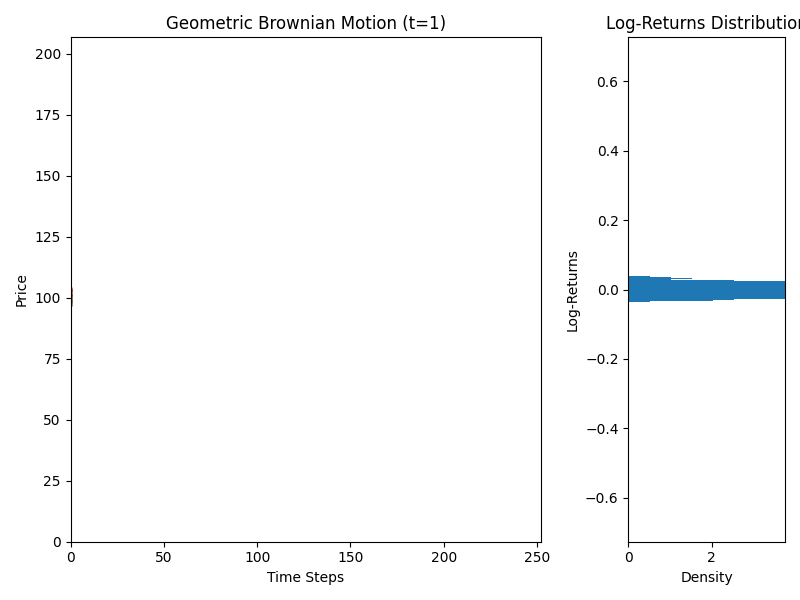 Geometric Brownian Motion (t=1)
Price
200
175
150
125
100
75
50
25
0
0 50 100 150 200 250
Time Steps
Log-Returns Distribution
Log-Returns
0.6
0.4
0.2
0.0
−0.2
−0.4
−0.6
0 2
Density